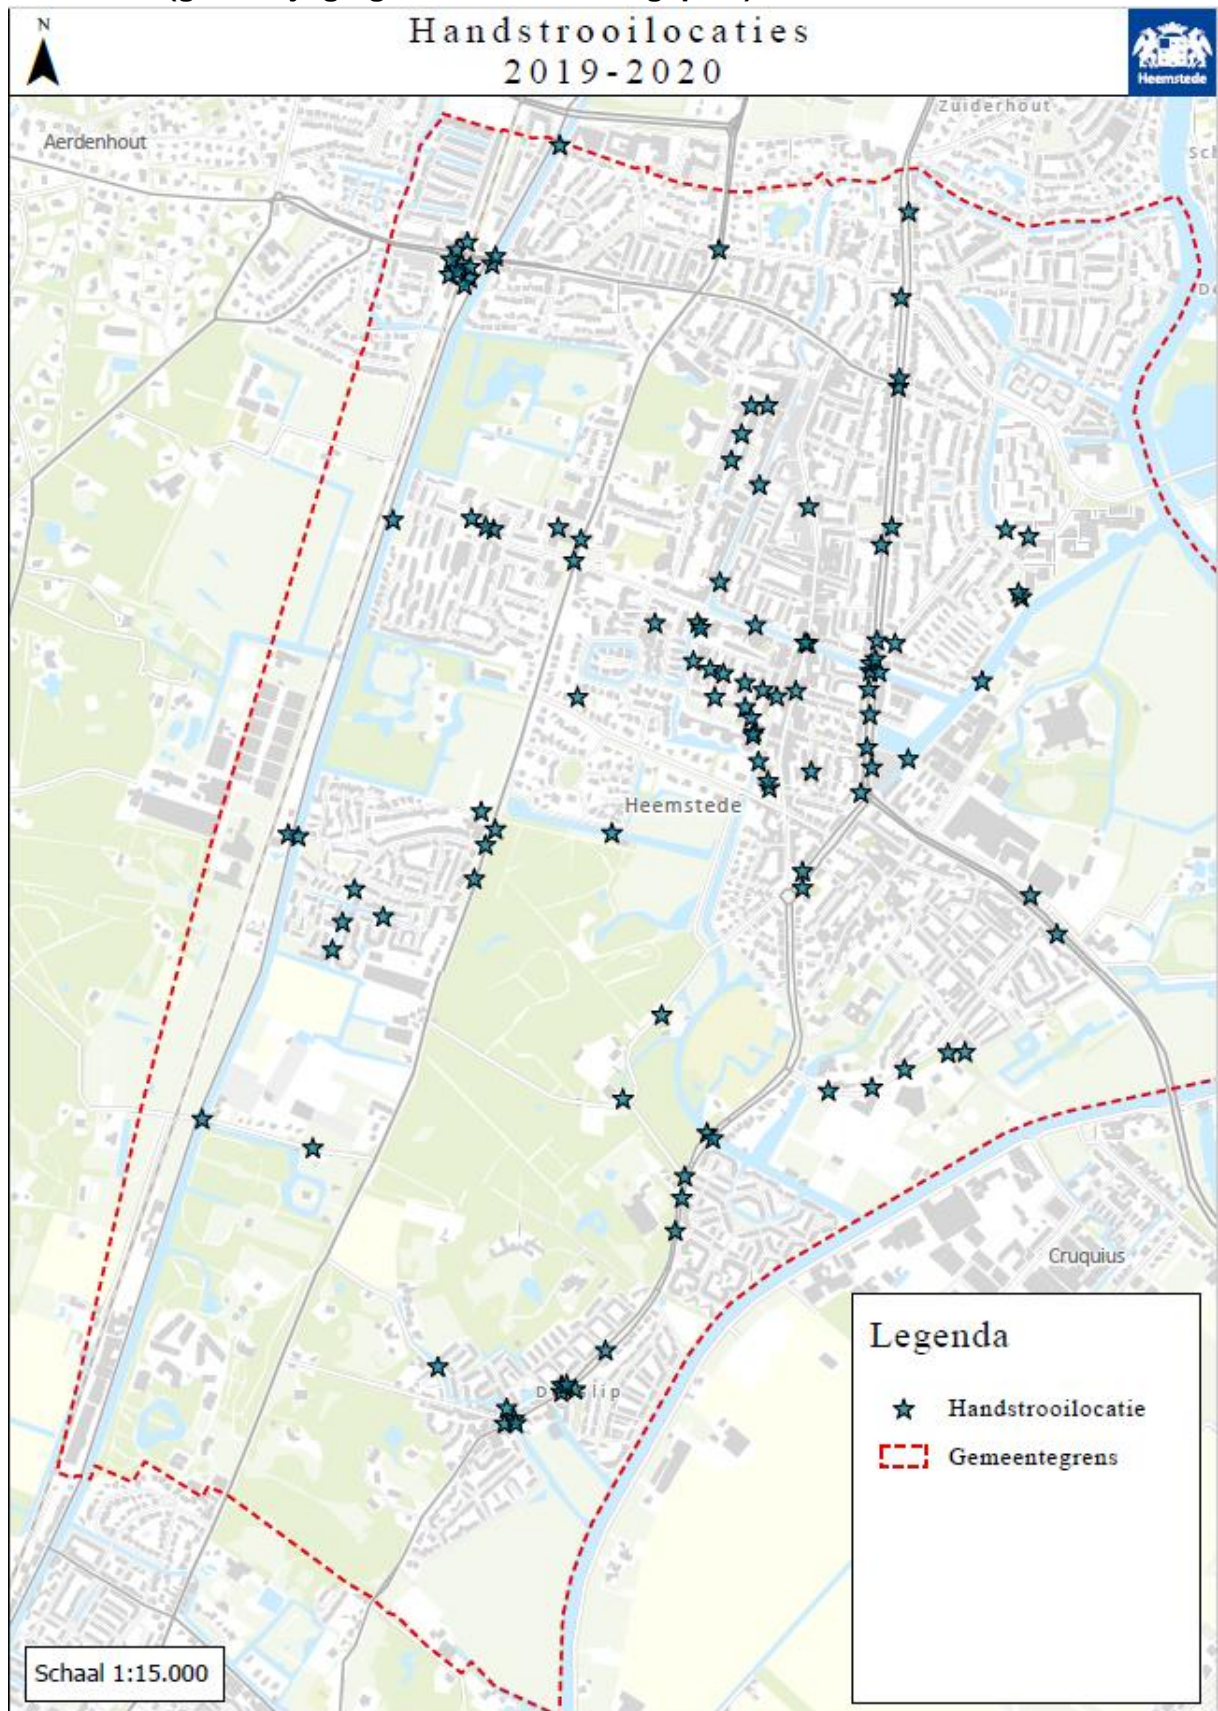 N
Handstrooilocaties
2019-2020
Heemstede
Zuiderhout
Aerdenhout
Heemstede
Cruquius
Legenda
Handstrooilocatie
Gemeentegrens
Schaal 1:15.000